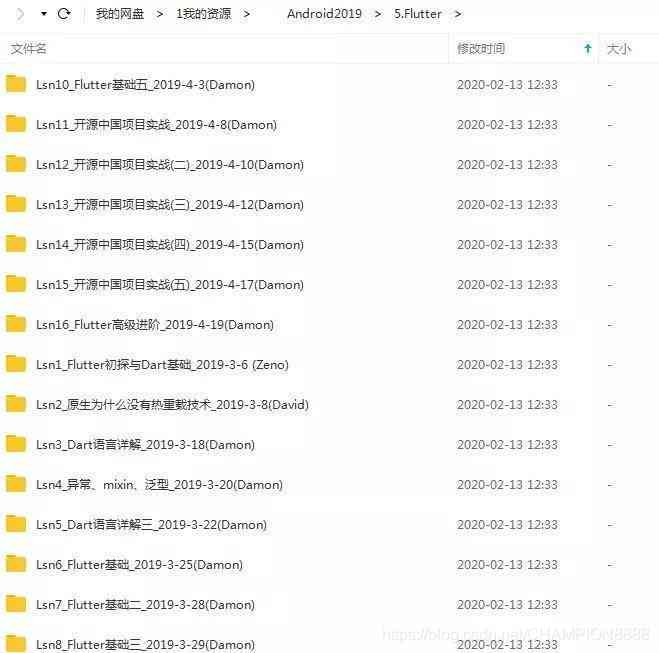 我的网盘 > 1我的资源 > Android2019 > 5.Flutter >
文件名 修改时间 大小
Lsn10_Flutter基础五_2019-4-3(Damon) 2020-02-13 12:33 -
Lsn11_开源中国项目实战_2019-4-8(Damon) 2020-02-13 12:33 -
Lsn12_开源中国项目实战(二)_2019-4-10(Damon) 2020-02-13 12:33 -
Lsn13_开源中国项目实战(三)_2019-4-12(Damon) 2020-02-13 12:33 -
Lsn14_开源中国项目实战(四)_2019-4-15(Damon) 2020-02-13 12:33 -
Lsn15_开源中国项目实战(五)_2019-4-17(Damon) 2020-02-13 12:33 -
Lsn16_Flutter高级进阶_2019-4-19(Damon) 2020-02-13 12:33 -
Lsn1_Flutter初探与Dart基础_2019-3-6 (Zeno) 2020-02-13 12:33 -
Lsn2_原生为什么没有热重载技术_2019-3-8(David) 2020-02-13 12:33 -
Lsn3_Dart语言详解_2019-3-18(Damon) 2020-02-13 12:33 -
Lsn4_异常、mixin、泛型_2019-3-20(Damon) 2020-02-13 12:33 -
Lsn5_Dart语言详解三_2019-3-22(Damon) 2020-02-13 12:33 -
Lsn6_Flutter基础_2019-3-25(Damon) 2020-02-13 12:33 -
Lsn7_Flutter基础二_2019-3-28(Damon) 2020-02-13 12:33 -
Lsn8_Flutter基础三_2019-3-29(Damon) 2020-02-13 12:33 -
https://blog.csdn.net/CHAMPION8888